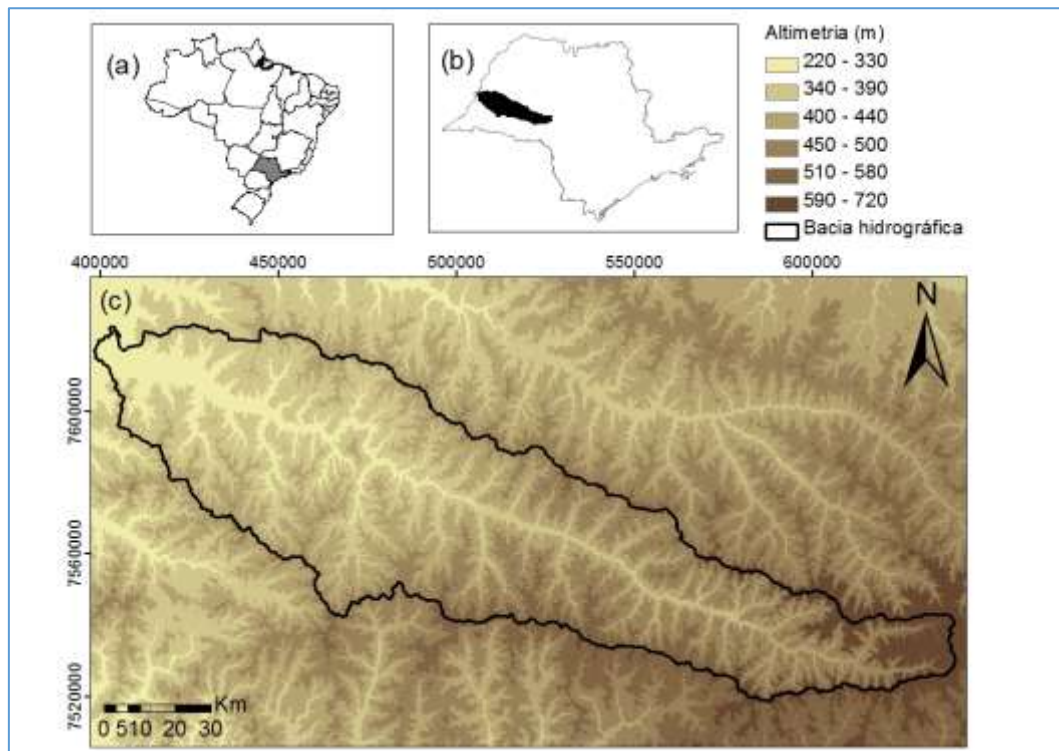 (a)
(b)
Altimetria (m)
220 - 330
340 - 390
400 - 440
450 - 500
510 - 580
590 - 720
Bacia hidrográfica
400000 450000 500000 550000 600000
(c)
N
7600000
7560000
7520000
Km
0 510 20 30